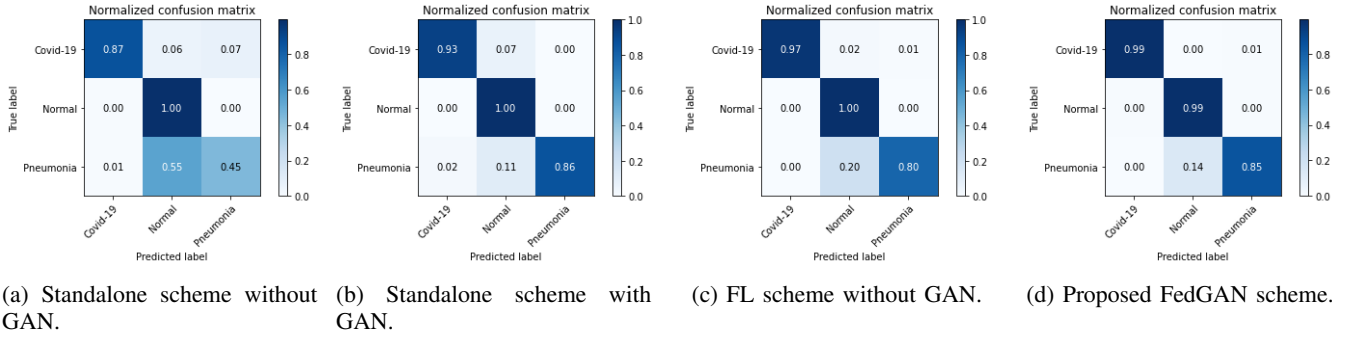 Normalized confusion matrix
Covid-19
Normal
Pneumonia
True label
0.87 0.06 0.07
0.00 1.00 0.00
0.01 0.55 0.45
Covid-19 Normal Pneumonia
Predicted label
0.8
0.6
0.4
0.2
0.0
(a) Standalone scheme without
GAN.
Normalized confusion matrix
Covid-19
Normal
Pneumonia
True label
0.93 0.07 0.00
0.00 1.00 0.00
0.02 0.11 0.86
Covid-19 Normal Pneumonia
Predicted label
1.0
0.8
0.6
0.4
0.2
0.0
(b) Standalone scheme with
GAN.
Normalized confusion matrix
Covid-19
Normal
Pneumonia
True label
0.97 0.02 0.01
0.00 1.00 0.00
0.00 0.20 0.80
Covid-19 Normal Pneumonia
Predicted label
1.0
0.8
0.6
0.4
0.2
0.0
(c) FL scheme without GAN.
Normalized confusion matrix
Covid-19
Normal
Pneumonia
True label
0.99 0.00 0.01
0.00 0.99 0.00
0.00 0.14 0.85
Covid-19 Normal Pneumonia
Predicted label
0.8
0.6
0.4
0.2
0.0
(d) Proposed FedGAN scheme.